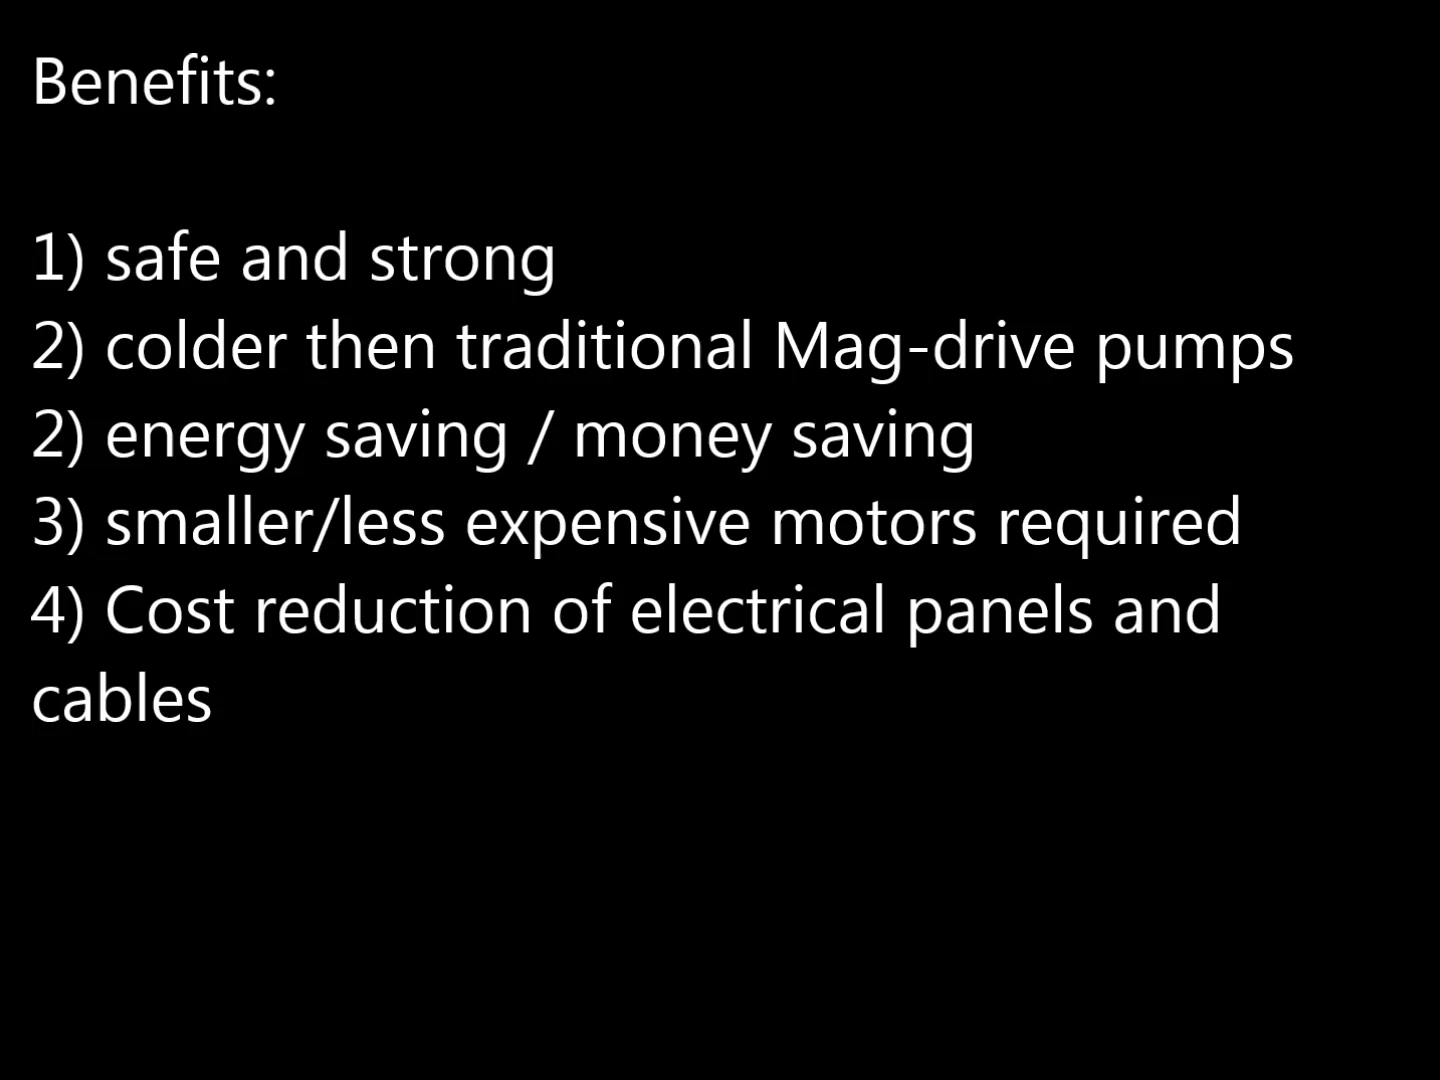 Benefits:
1) safe and strong
2) colder then traditional Mag-drive pumps
2) energy saving / money saving
3) smaller/less expensive motors required
4) Cost reduction of electrical panels and
cables